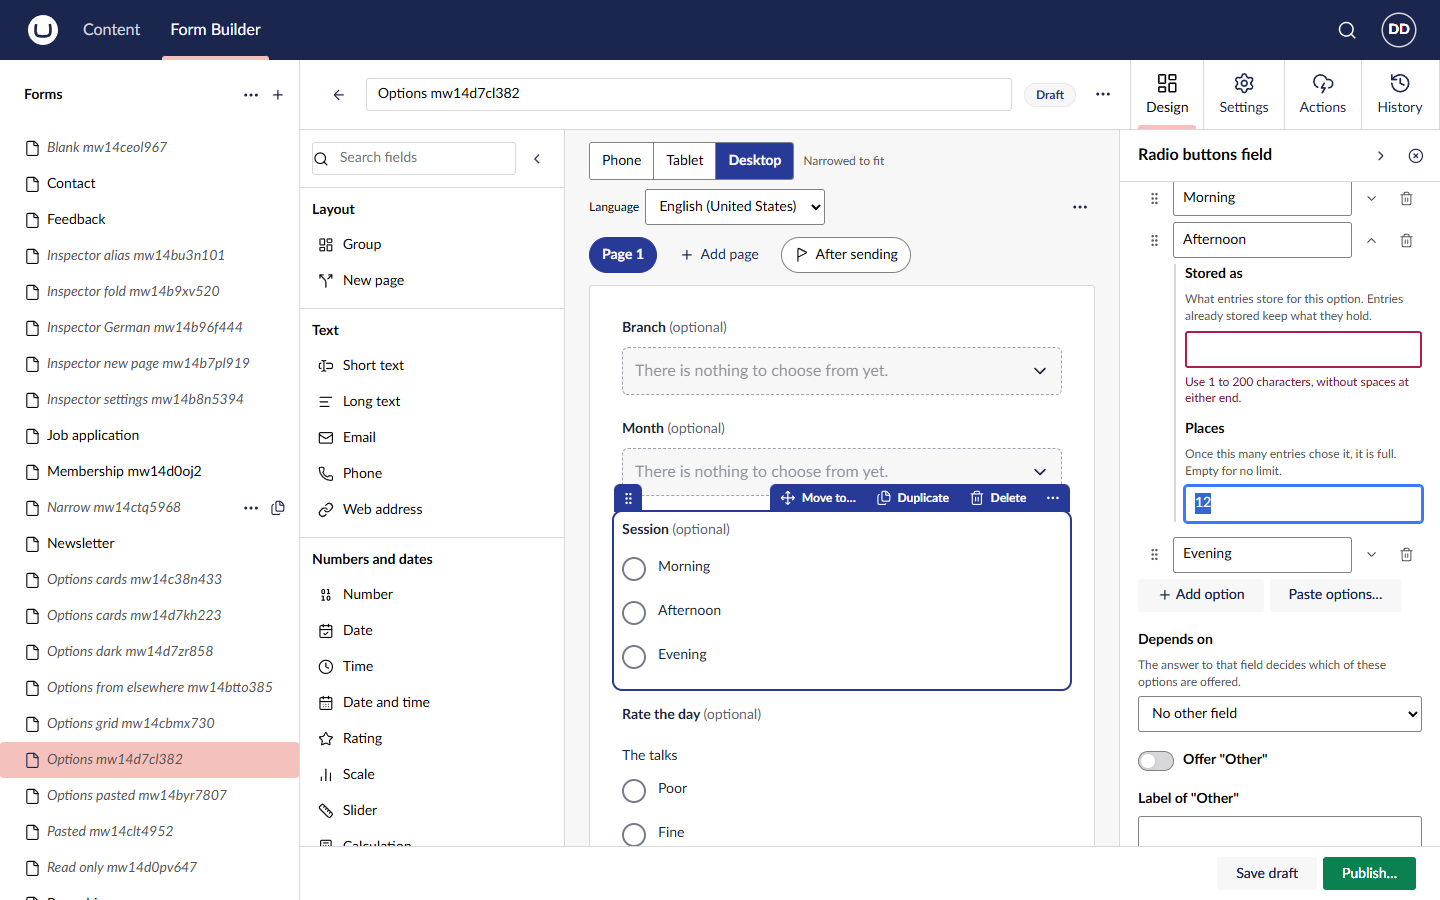 Content
Form Builder
DD
Forms
Blank mw14ceol967
Contact
Feedback
Inspector alias mw14bu3n101
Inspector fold mw14b9xv520
Inspector German mw14b96f444
Inspector new page mw14b7pl919
Inspector settings mw14b8n5394
Job application
Membership mw14d0oj2
Narrow mw14ctq5968
Newsletter
Options cards mw14c38n433
Options cards mw14d7kh223
Options dark mw14d7zr858
Options from elsewhere mw14btto385
Options grid mw14cbmx730
Options mw14d7cl382
Options pasted mw14byr7807
Pasted mw14clt4952
Read only mw14d0pv647
Options mw14d7cl382
Draft
Design
Settings
Actions
History
Search fields
Layout
Group
New page
Text
Short text
Long text
Email
Phone
Web address
Numbers and dates
Number
Date
Time
Date and time
Rating
Scale
Slider
Calculation
Phone
Tablet
Desktop
Narrowed to fit
Language
English (United States)
Page 1
Add page
After sending
Branch (optional)
There is nothing to choose from yet.
Month (optional)
There is nothing to choose from yet.
Move to...
Duplicate
Delete
Session (optional)
Morning
Afternoon
Evening
Rate the day (optional)
The talks
Poor
Fine
Radio buttons field
Morning
Afternoon
Stored as
What entries store for this option. Entries
already stored keep what they hold.
Use 1 to 200 characters, without spaces at
either end.
Places
Once this many entries chose it, it is full.
Empty for no limit.
12
Evening
Add option
Paste options...
Depends on
The answer to that field decides which of these
options are offered.
No other field
Offer "Other"
Label of "Other"
Save draft
Publish...